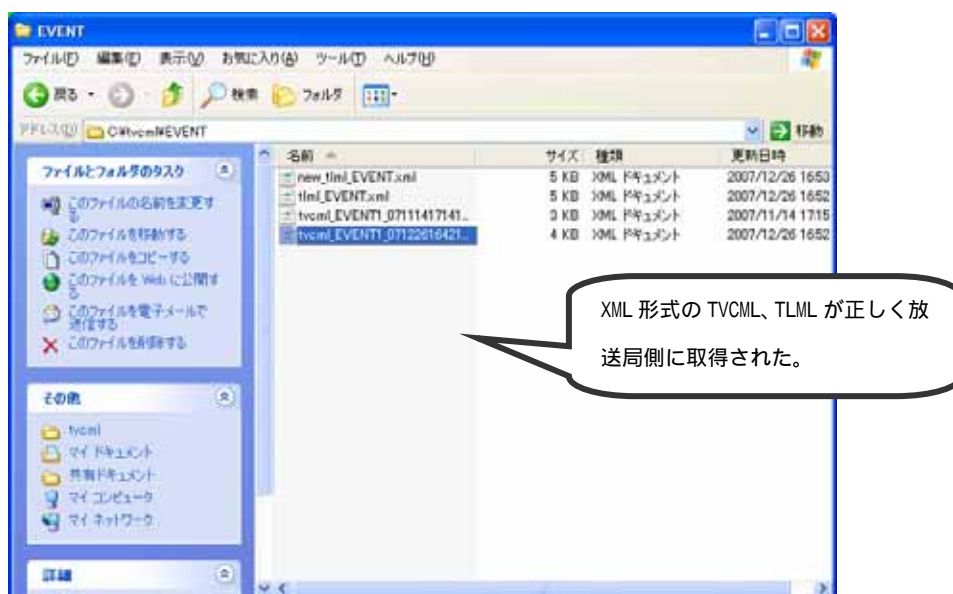 EVENT
ファイル(F) 編集(E) 表示(V) お気に入り(A) ツール(T) ヘルプ(H)
戻る 検索 フォルダ
アドレス(D) C:¥tvcml¥EVENT 移動
ファイルとフォルダのタスク
このファイルの名前を変更す
る
このファイルを移動する
このファイルをコピーする
このファイルを Web に公開す
る
このファイルを電子メールで
送信する
このファイルを削除する
その他
tvcml
マイ ドキュメント
共有ドキュメント
マイ コンピュータ
マイ ネットワーク
詳細
名前 サイズ 種類 更新日時
new_tlml_EVENT.xml 5 KB XML ドキュメント 2007/12/26 16:53
tlml_EVENT.xml 5 KB XML ドキュメント 2007/12/26 16:52
tvcml_EVENT1_07111417141... 3 KB XML ドキュメント 2007/11/14 17:15
tvcml_EVENT1_07122616421... 4 KB XML ドキュメント 2007/12/26 16:52
XML 形式の TVCML、TLML が正しく放
送局側に取得された。